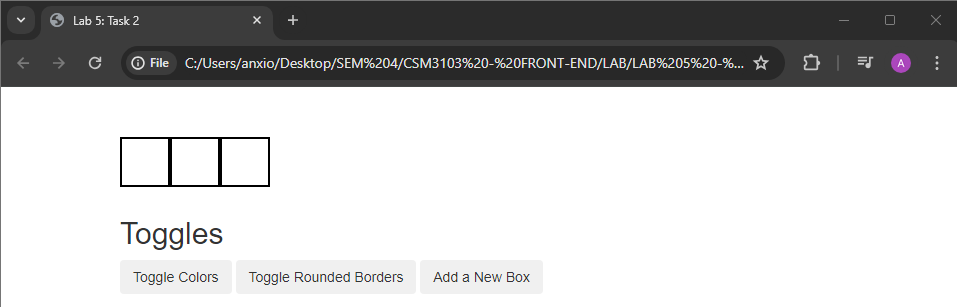 Lab 5: Task 2
File C:/Users/anxio/Desktop/SEM%204/CSM3103%20-%20FRONT-END/LAB/LAB%205%20-%... A
Toggles
Toggle Colors Toggle Rounded Borders Add a New Box